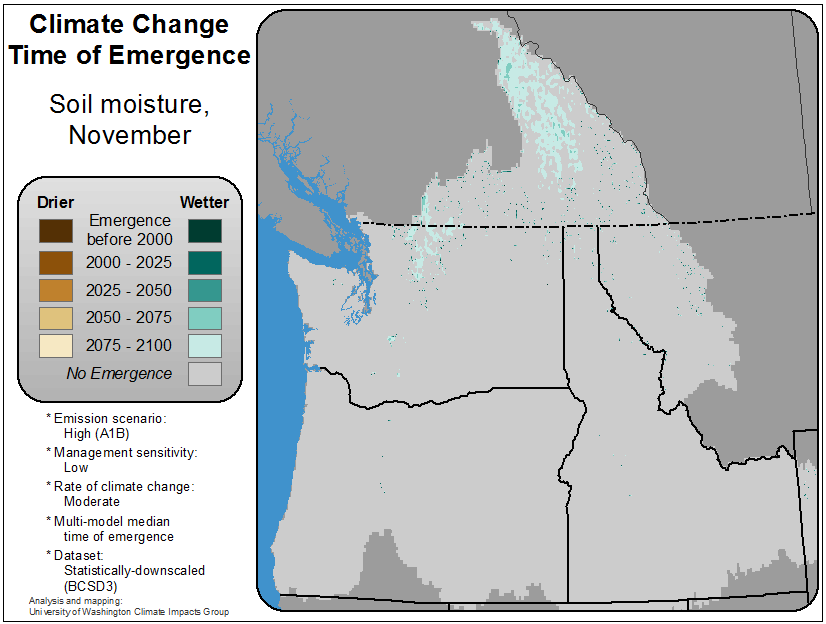 Climate Change
Time of Emergence
Soil moisture,
November
Drier Wetter
Emergence
before 2000
2000 - 2025
2025 - 2050
2050 - 2075
2075 - 2100
No Emergence
* Emission scenario:
High (A1B)
* Management sensitivity:
Low
* Rate of climate change:
Moderate
* Multi-model median
time of emergence
* Dataset:
Statistically-downscaled
(BCSD3)
Analysis and mapping:
University of Washington Climate Impacts Group